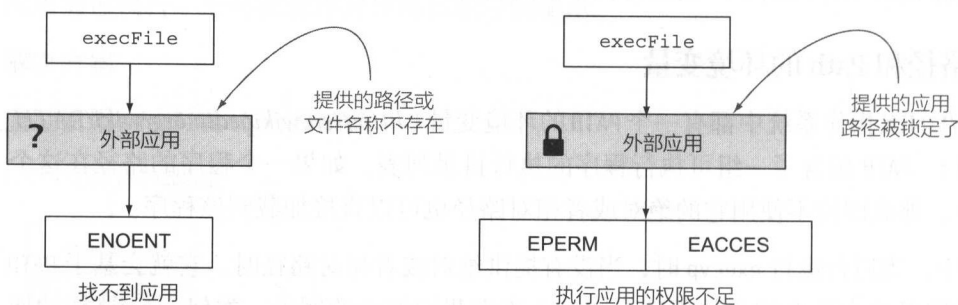 execFile
提供的路径或
文件名称不存在
?
外部应用
ENOENT
找不到应用
execFile
提供的应用
路径被锁定了
外部应用
EPERM
EACCES
执行应用的权限不足